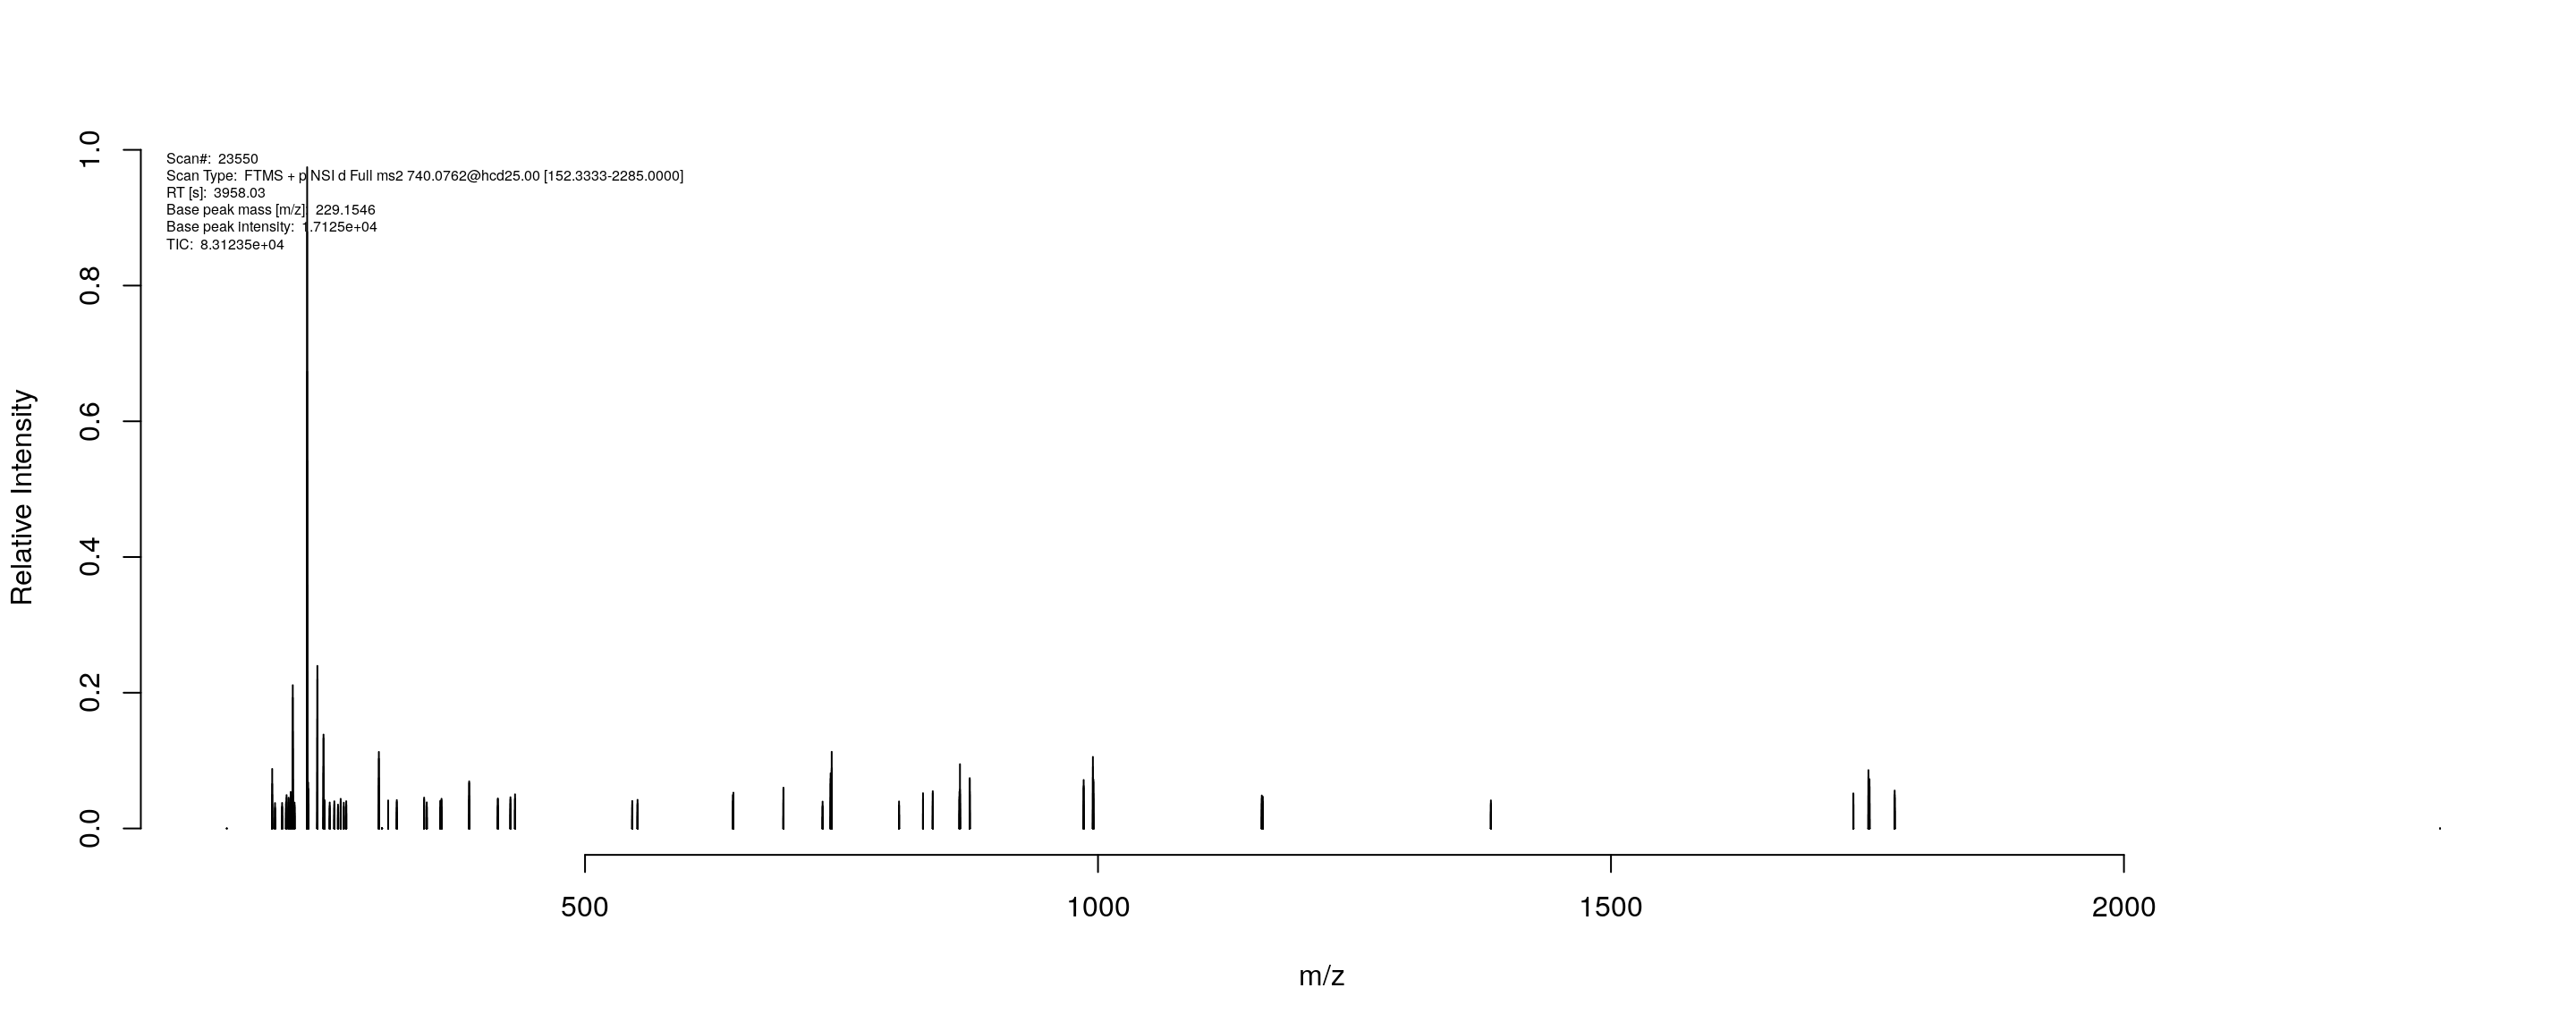 Scan#: 23550
Scan Type: FTMS + p NSI d Full ms2 740.0762@hcd25.00 [152.3333-2285.0000]
RT [s]: 3958.03
Base peak mass [m/z]: 229.1546
Base peak intensity: 1.7125e+04
TIC: 8.31235e+04
1.0
0.8
0.6
0.4
0.2
0.0
Relative Intensity
500 1000 1500 2000
m/z